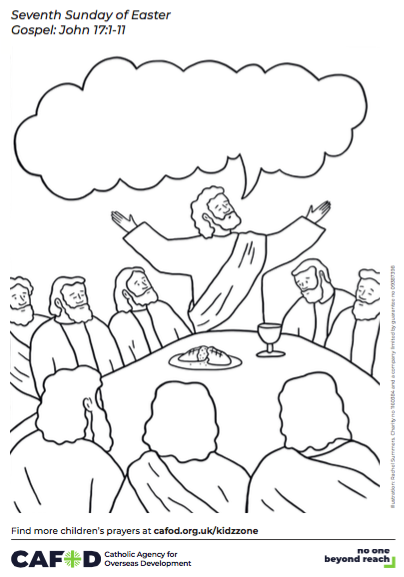 Seventh Sunday of Easter
Gospel: John 17:1-11
Find more children's prayers at cafod.org.uk/kidzzone
CAFOD
Catholic Agency for
Overseas Development
no one
beyond reach